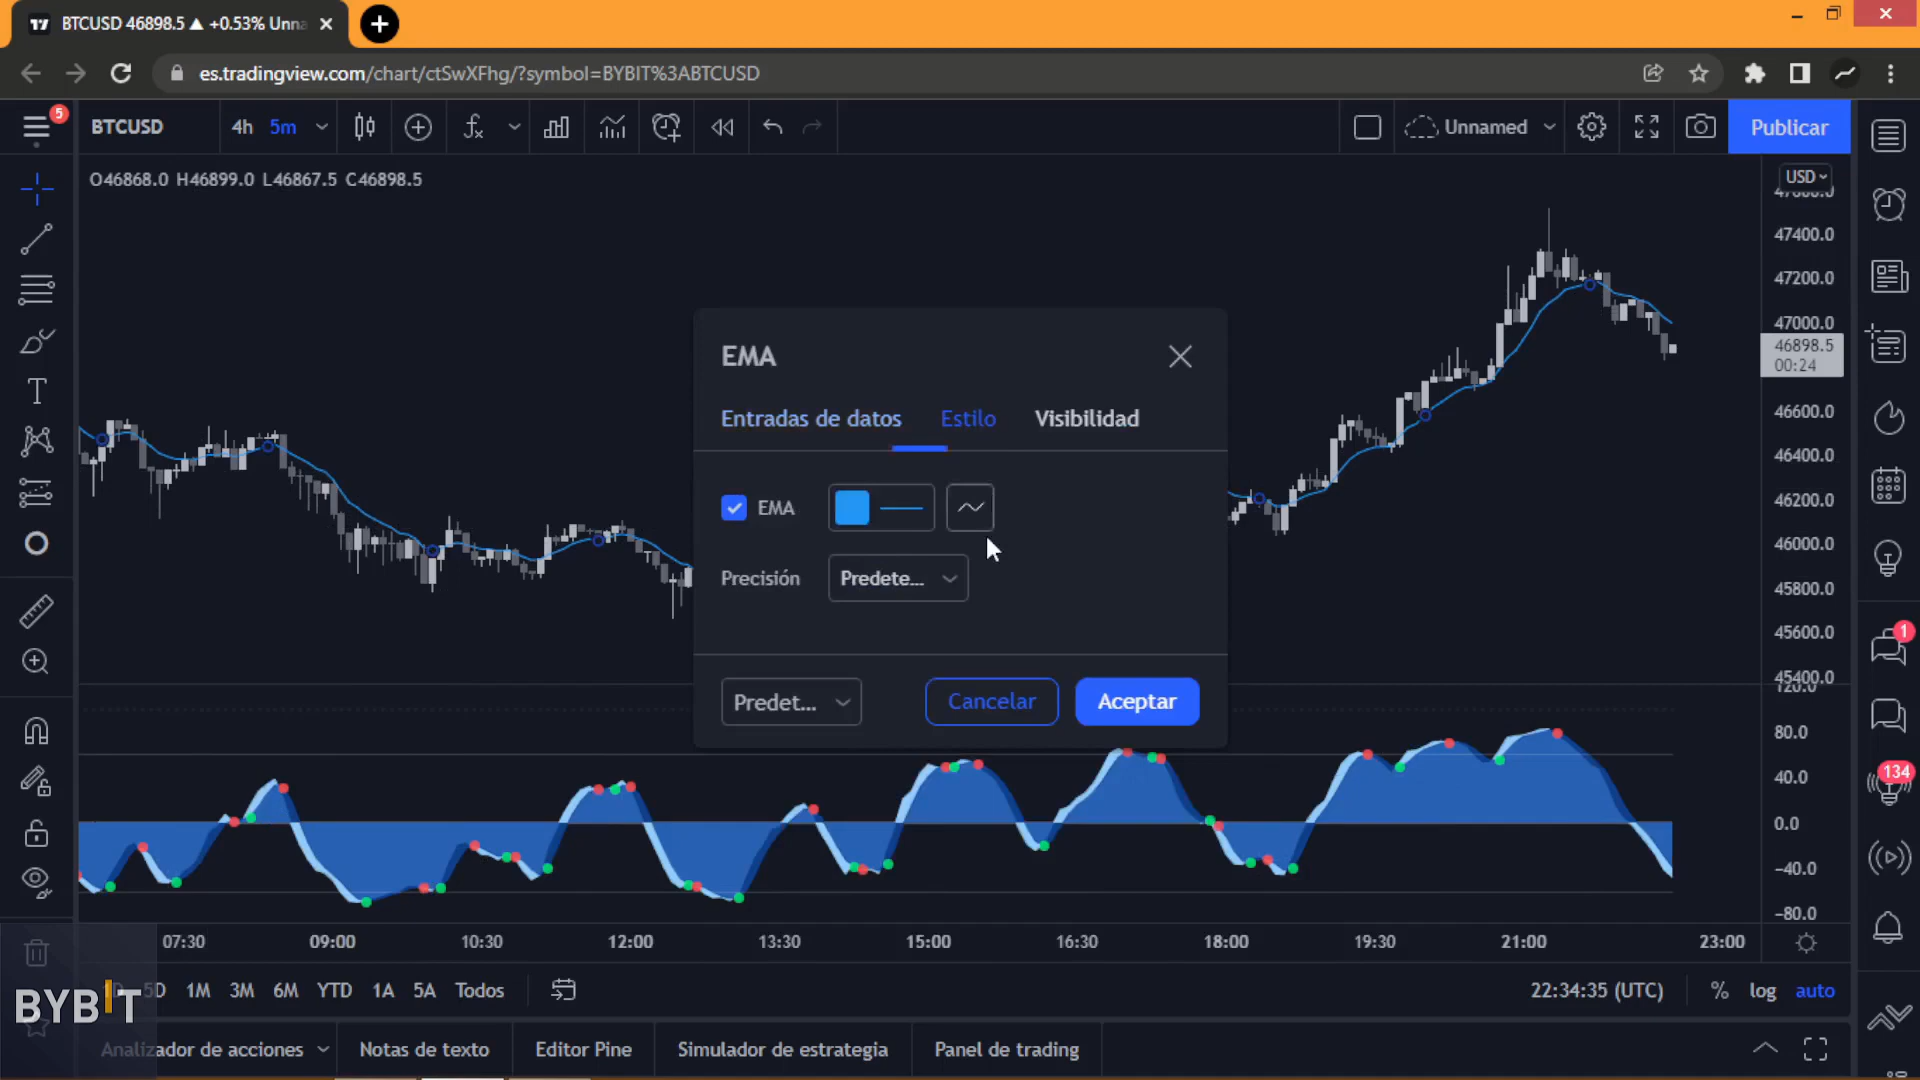 BTCUSD 46898.5 ▲ +0.53% Unna
es.tradingview.com/chart/ctSwXFhg/?symbol=BYBIT%3ABTCUSD
5
BTCUSD
4h
5m
Unnamed
Publicar
O46868.0 H46899.0 L46867.5 C46898.5
USD
47400.0
47200.0
47000.0
46898.5
00:24
46600.0
46400.0
46200.0
46000.0
45800.0
45600.0
45400.0
120.0
80.0
40.0
0.0
−40.0
−80.0
EMA
Entradas de datos
Estilo
Visibilidad
EMA
Precisión
Predete...
Predet...
Cancelar
Aceptar
1
134
07:30
09:00
10:30
12:00
13:30
15:00
16:30
18:00
19:30
21:00
23:00
5D
1M
3M
6M
YTD
1A
5A
Todos
22:34:35 (UTC)
%
log
auto
BYBIT
Analizador de acciones
Notas de texto
Editor Pine
Simulador de estrategia
Panel de trading